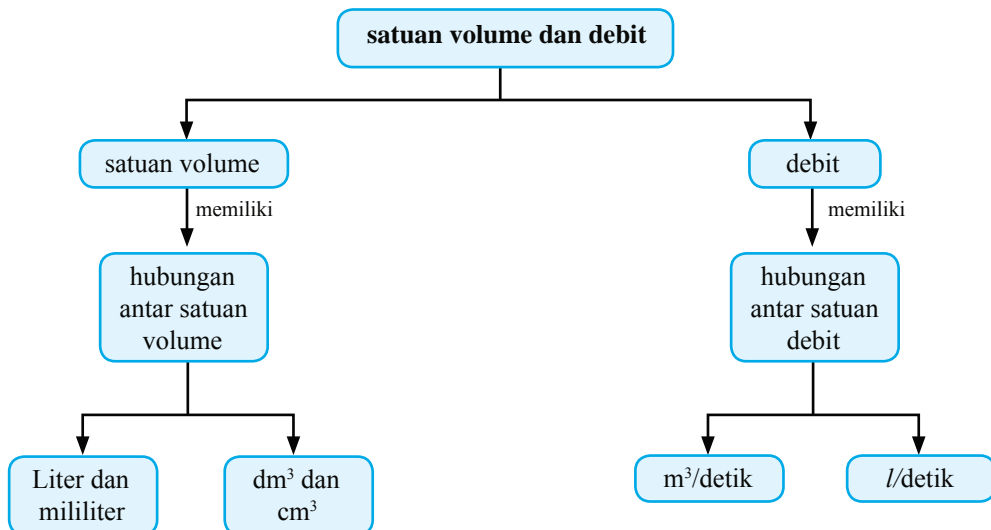 satuan volume dan debit
satuan volume
debit
memiliki
memiliki
hubungan
antar satuan
volume
hubungan
antar satuan
debit
Liter dan
mililiter
dm³ dan
cm³
m³/detik
l/detik